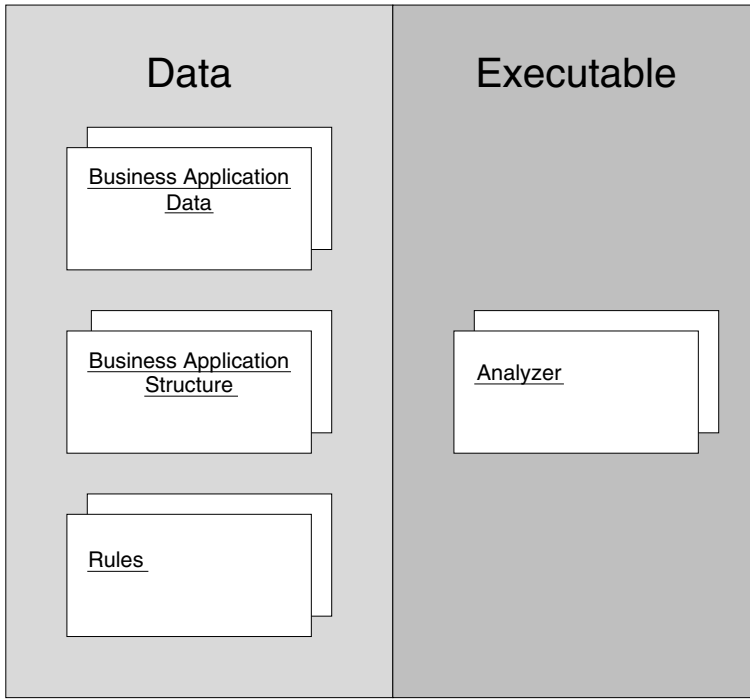 Data
Executable
Business Application
Data
Business Application
Structure
Analyzer
Rules